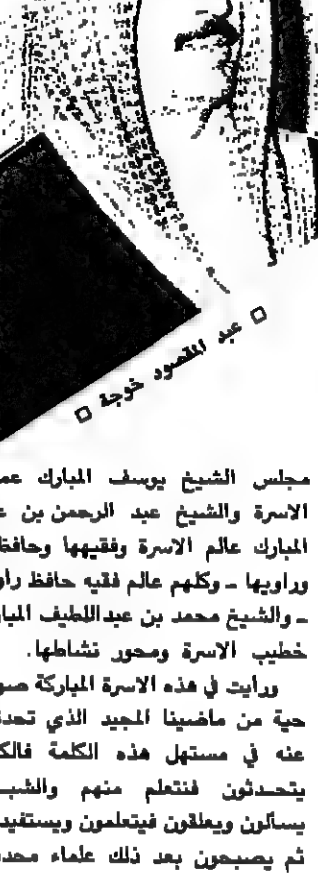 عبد المقصود خوجة
مجلس الشيخ يوسف المبارك عم
الاسرة والشيخ عبد الرحمن بن
المبارك عالم الاسرة وفقيهها وحافظ
وراويها ـ وكلهم عالم فقيه حافظ راو
ـ والشيخ محمد بن عبداللطيف المبار
خطيب الاسرة ومحور نشاطها.
ورأيت في هذه الاسرة المباركة صو
حية من ماضينا المجيد الذي تحد
عنه في مستهل هذه الكلمة فالك
يتحدثون فنتعلم منهم والشبـ
يسألون ويعلقون فيتعلمون ويستفيد
ثم يصبحون بعد ذلك علماء محد